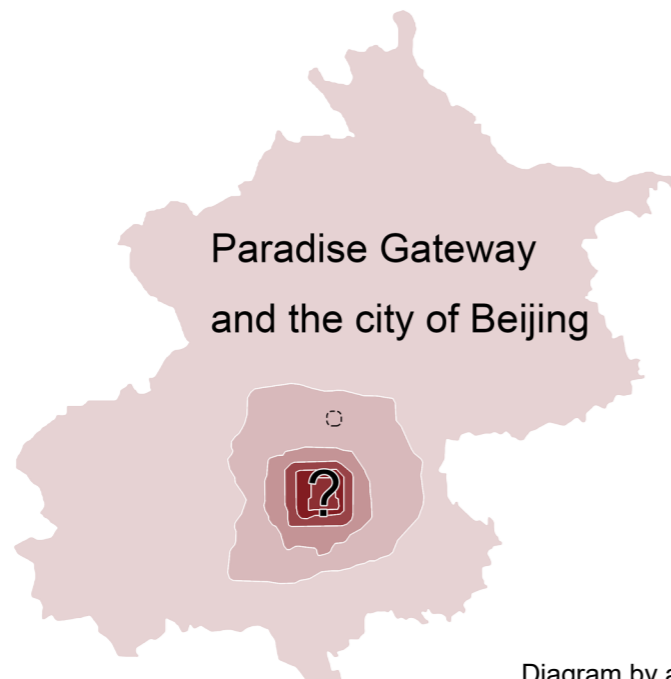 Paradise Gateway
and the city of Beijing
?
Diagram by a